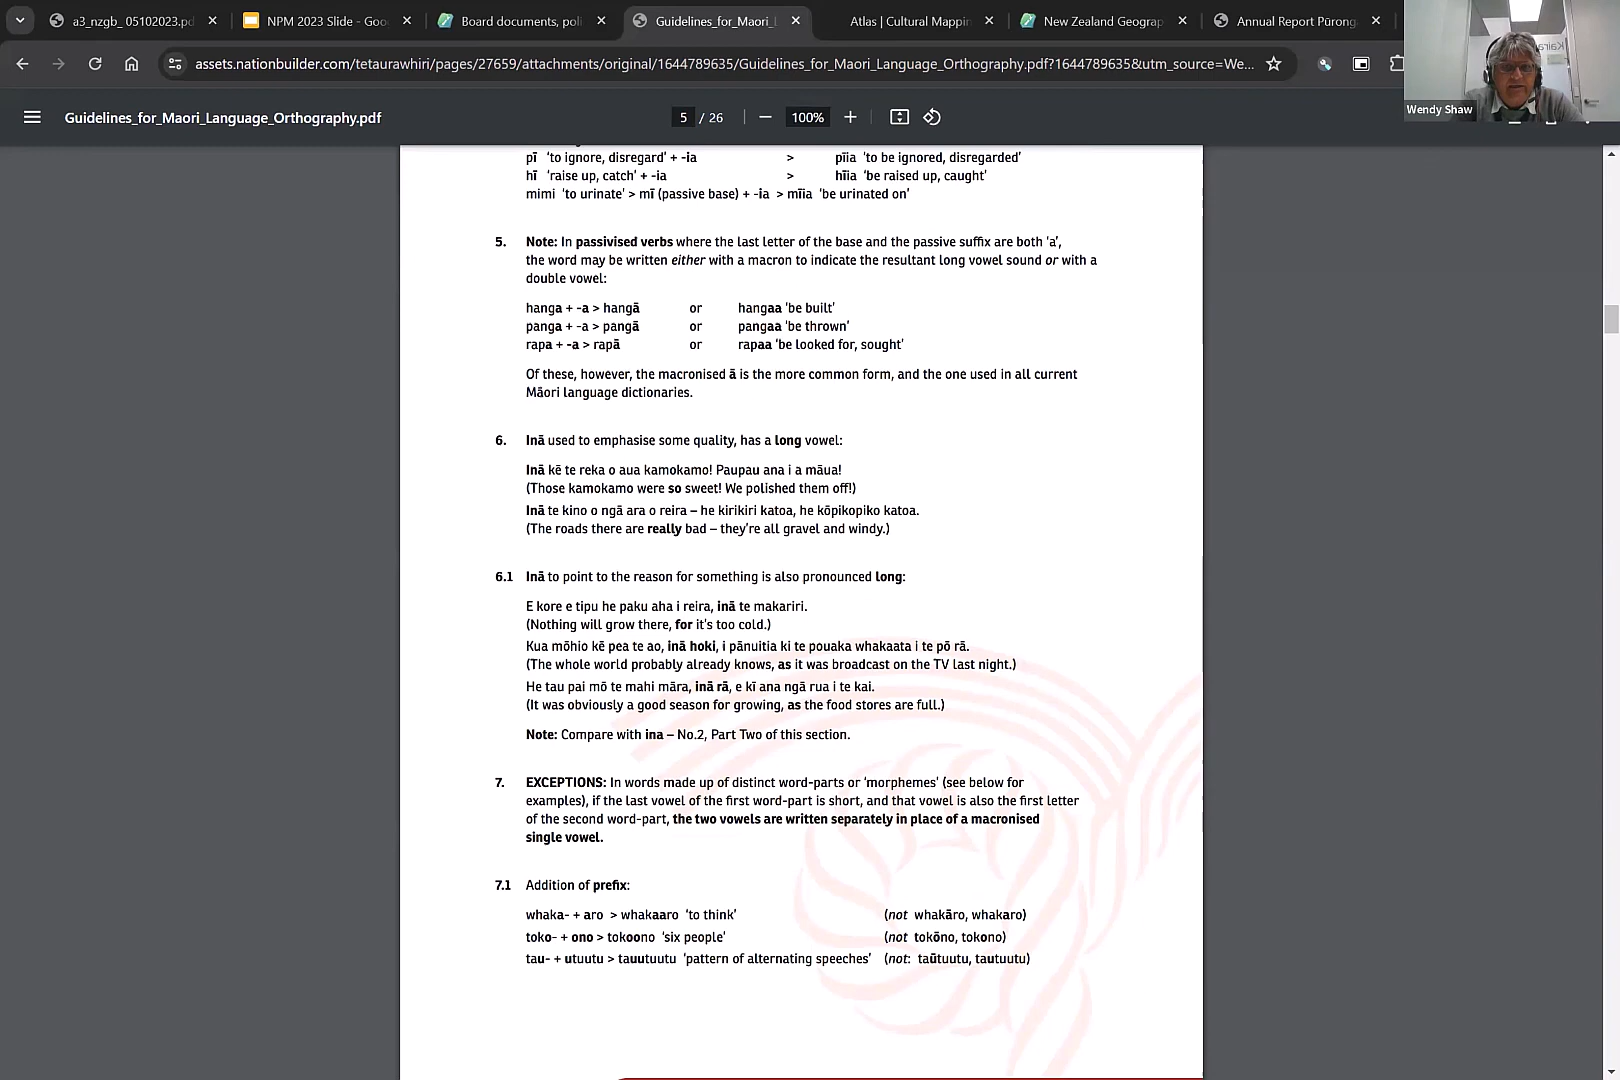 a3_nzgb_05102023.pd
NPM 2023 Slide - Goo
Board documents, poli
Guidelines_for_Maori_L
Atlas | Cultural Mappin
New Zealand Geograp
Annual Report Pūrong
assets.nationbuilder.com/tetaurawhiri/pages/27659/attachments/original/1644789635/Guidelines_for_Maori_Language_Orthography.pdf?1644789635&utm_source=We...
Wendy Shaw
Guidelines_for_Maori_Language_Orthography.pdf
5 / 26
100%
pī 'to ignore, disregard' + -ia > pīia 'to be ignored, disregarded'
hī 'raise up, catch' + -ia > hīia 'be raised up, caught'
mimi 'to urinate' > mī (passive base) + -ia > mīia 'be urinated on'
5. Note: In passivised verbs where the last letter of the base and the passive suffix are both 'a',
the word may be written either with a macron to indicate the resultant long vowel sound or with a
double vowel:
hanga + -a > hangā or hangaa 'be built'
panga + -a > pangā or pangaa 'be thrown'
rapa + -a > rapā or rapaa 'be looked for, sought'
Of these, however, the macronised ā is the more common form, and the one used in all current
Māori language dictionaries.
6. Inā used to emphasise some quality, has a long vowel:
Inā kē te reka o aua kamokamo! Paupau ana i a māua!
(Those kamokamo were so sweet! We polished them off!)
Inā te kino o ngā ara o reira – he kirikiri katoa, he kōpikopiko katoa.
(The roads there are really bad – they're all gravel and windy.)
6.1 Inā to point to the reason for something is also pronounced long:
E kore e tipu he paku aha i reira, inā te makariri.
(Nothing will grow there, for it's too cold.)
Kua mōhio kē pea te ao, inā hoki, i pānuitia ki te pouaka whakaata i te pō rā.
(The whole world probably already knows, as it was broadcast on the TV last night.)
He tau pai mō te mahi māra, inā rā, e kī ana ngā rua i te kai.
(It was obviously a good season for growing, as the food stores are full.)
Note: Compare with ina – No.2, Part Two of this section.
7. EXCEPTIONS: In words made up of distinct word-parts or 'morphemes' (see below for
examples), if the last vowel of the first word-part is short, and that vowel is also the first letter
of the second word-part, the two vowels are written separately in place of a macronised
single vowel.
7.1 Addition of prefix:
whaka- + aro > whakaaro 'to think' (not whakāro, whakaro)
toko- + ono > tokoono 'six people' (not tokōno, tokono)
tau- + utuutu > tauutuutu 'pattern of alternating speeches' (not: taūtuutu, tautuutu)